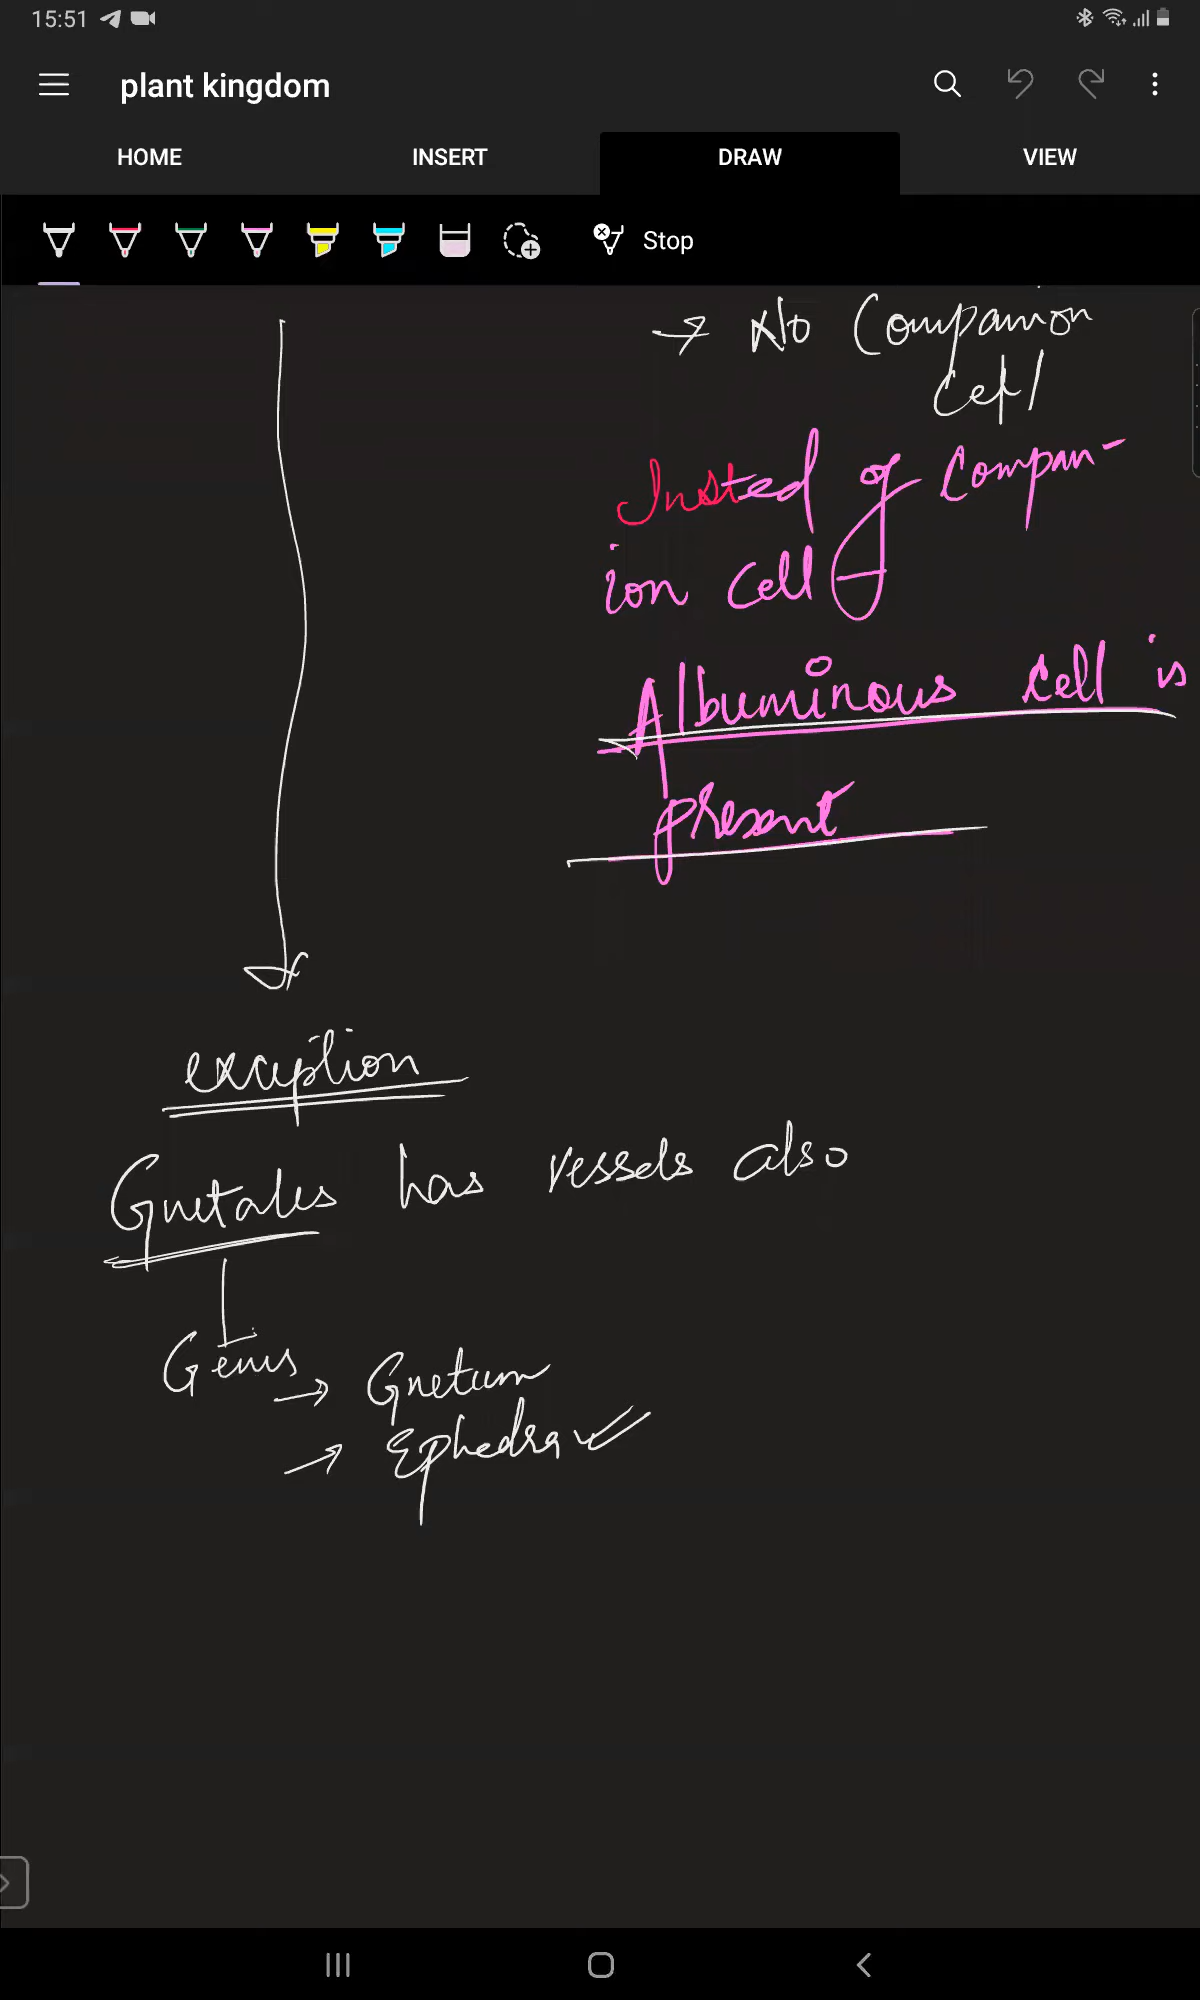 15:51
plant kingdom
HOME INSERT DRAW VIEW
Stop
→ No Companion
Cell
Insted of Compan-
ion Cell
Albuminous Cell is
present
exception
Gnetales has vessels also
Genus → Gnetum
→ Ephedra ✓